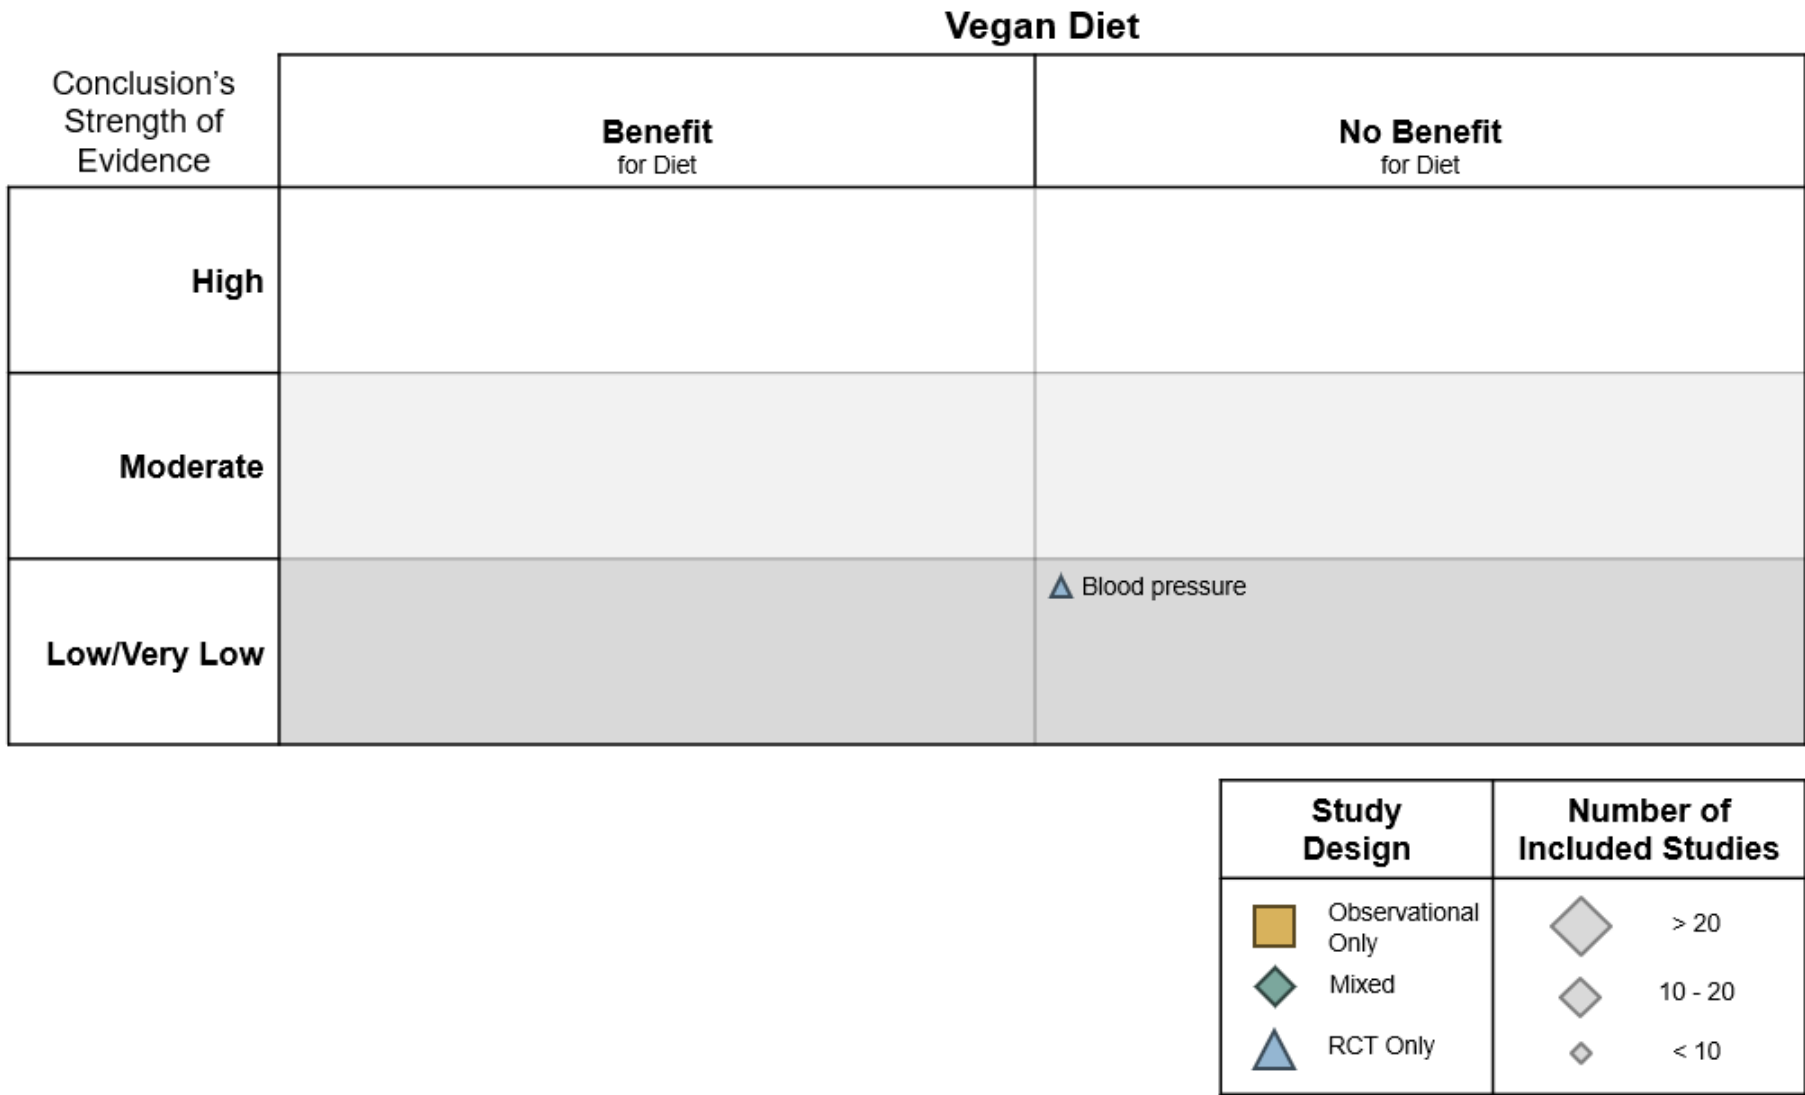 Vegan Diet
Conclusion's
Strength of
Evidence
Benefit
for Diet
No Benefit
for Diet
High
Moderate
Low/Very Low
Blood pressure
Study
Design
Number of
Included Studies
Observational
Only
> 20
Mixed
10 - 20
RCT Only
< 10